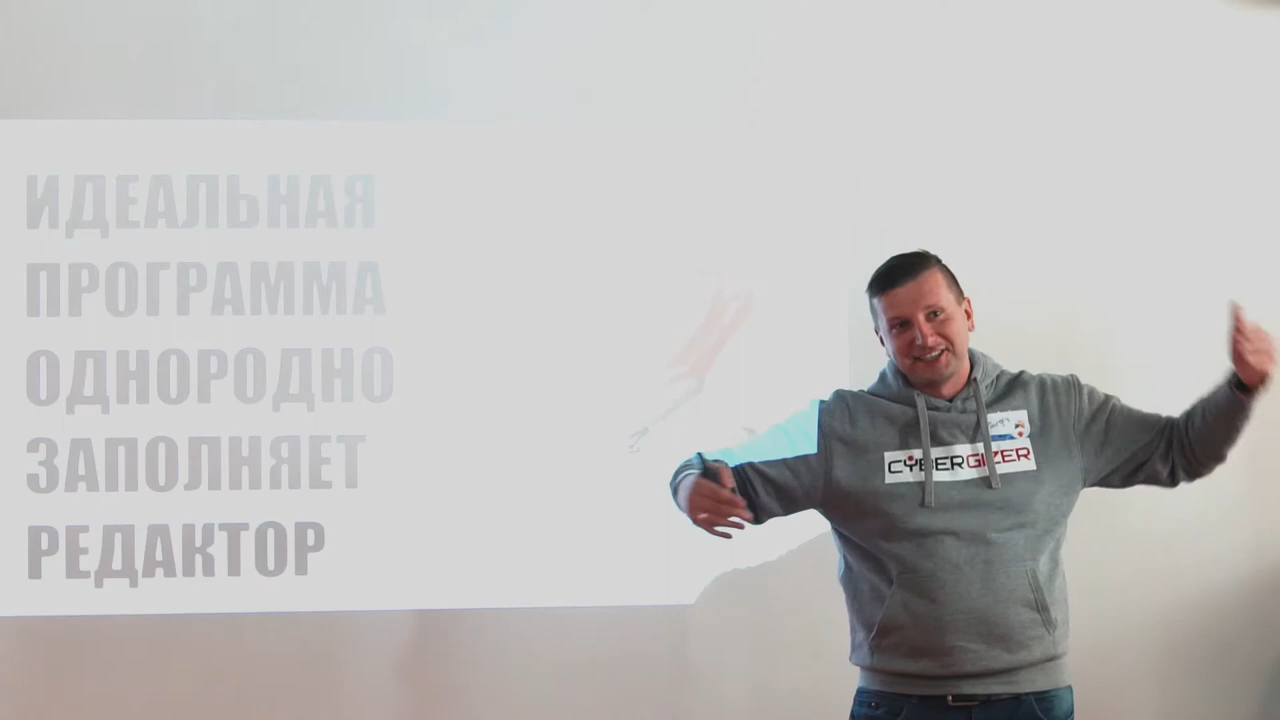 ИДЕАЛЬНАЯ
ПРОГРАММА
ОДНОРОДНО
ЗАПОЛНЯЕТ
РЕДАКТОР
CYBERGIZER